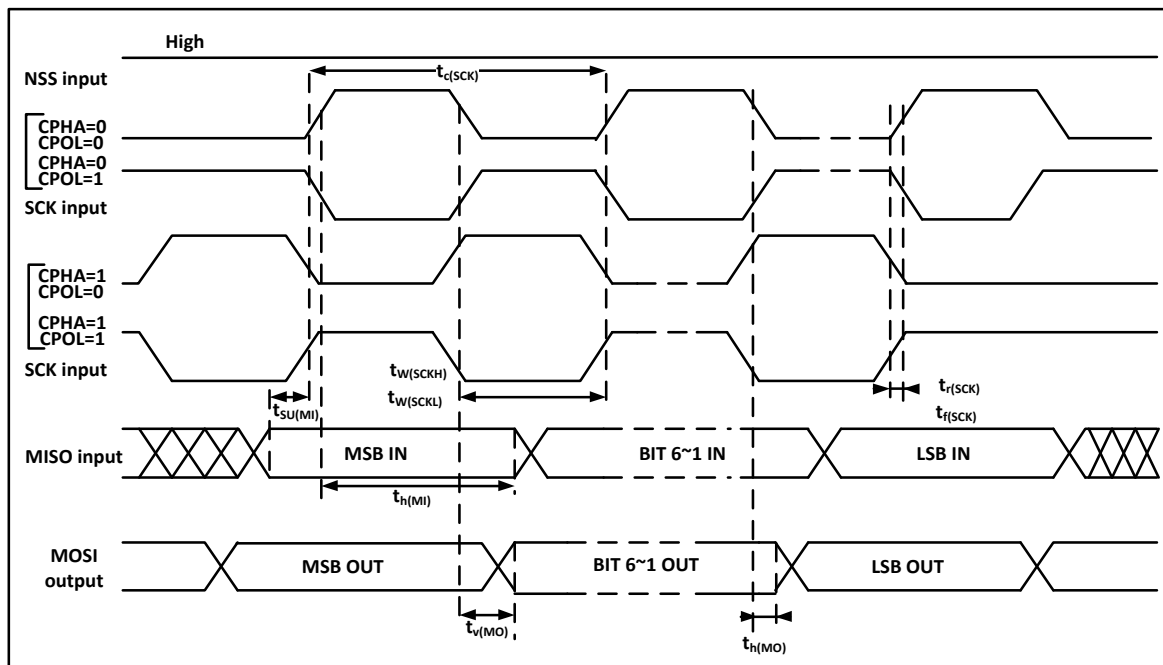 High
NSS input
tc(SCK)
CPHA=0
CPOL=0
CPHA=0
CPOL=1
SCK input
CPHA=1
CPOL=0
CPHA=1
CPOL=1
SCK input
tW(SCKH)
tW(SCKL)
tr(SCK)
tf(SCK)
tSU(MI)
MISO input
MSB IN
BIT 6~1 IN
LSB IN
th(MI)
MOSI
output
MSB OUT
BIT 6~1 OUT
LSB OUT
tv(MO)
th(MO)